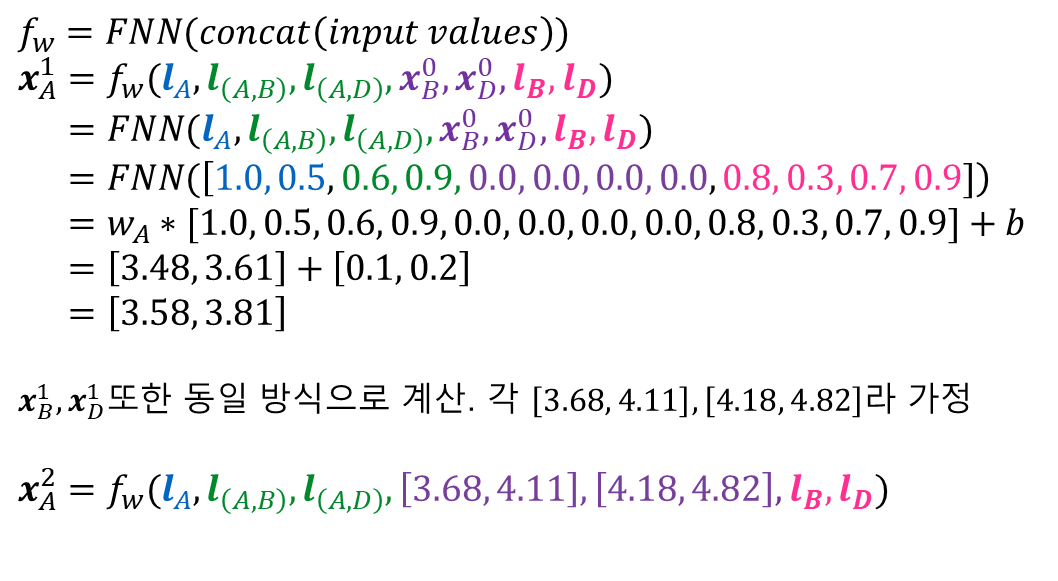 f_w = FNN(concat(input values))
x_A^1 = f_w(l_A, l_(A,B), l_(A,D), x_B^0, x_D^0, l_B, l_D)
= FNN(l_A, l_(A,B), l_(A,D), x_B^0, x_D^0, l_B, l_D)
= FNN([1.0, 0.5, 0.6, 0.9, 0.0, 0.0, 0.0, 0.0, 0.8, 0.3, 0.7, 0.9])
= w_A * [1.0, 0.5, 0.6, 0.9, 0.0, 0.0, 0.0, 0.0, 0.8, 0.3, 0.7, 0.9] + b
= [3.48, 3.61] + [0.1, 0.2]
= [3.58, 3.81]
x_B^1, x_D^1 또한 동일 방식으로 계산. 각 [3.68, 4.11], [4.18, 4.82]라 가정
x_A^2 = f_w(l_A, l_(A,B), l_(A,D), [3.68, 4.11], [4.18, 4.82], l_B, l_D)